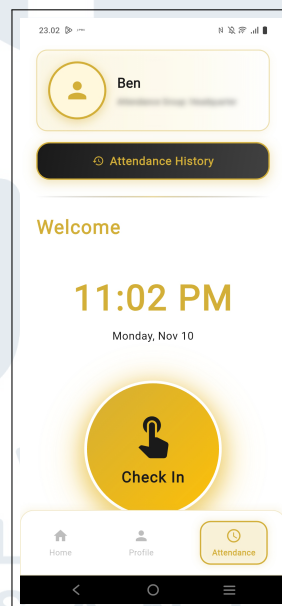 23.02
Ben
Attendance History
Welcome
11:02 PM
Monday, Nov 10
Check In
Home
Profile
Attendance